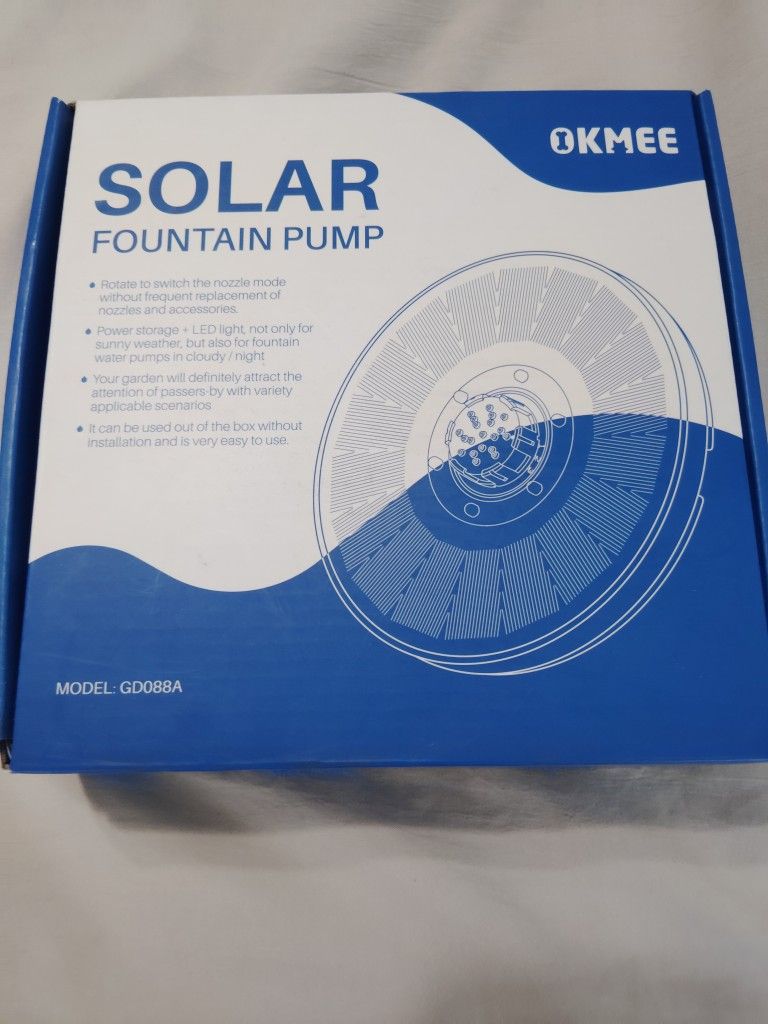 OKMEE
SOLAR
FOUNTAIN PUMP
Rotate to switch the nozzle mode
without frequent replacement of
nozzles and accessories.
Power storage + LED light, not only for
sunny weather, but also for fountain
water pumps in cloudy / night
Your garden will definitely attract the
attention of passers-by with variety
applicable scenarios
It can be used out of the box without
installation and is very easy to use.
MODEL: GD088A